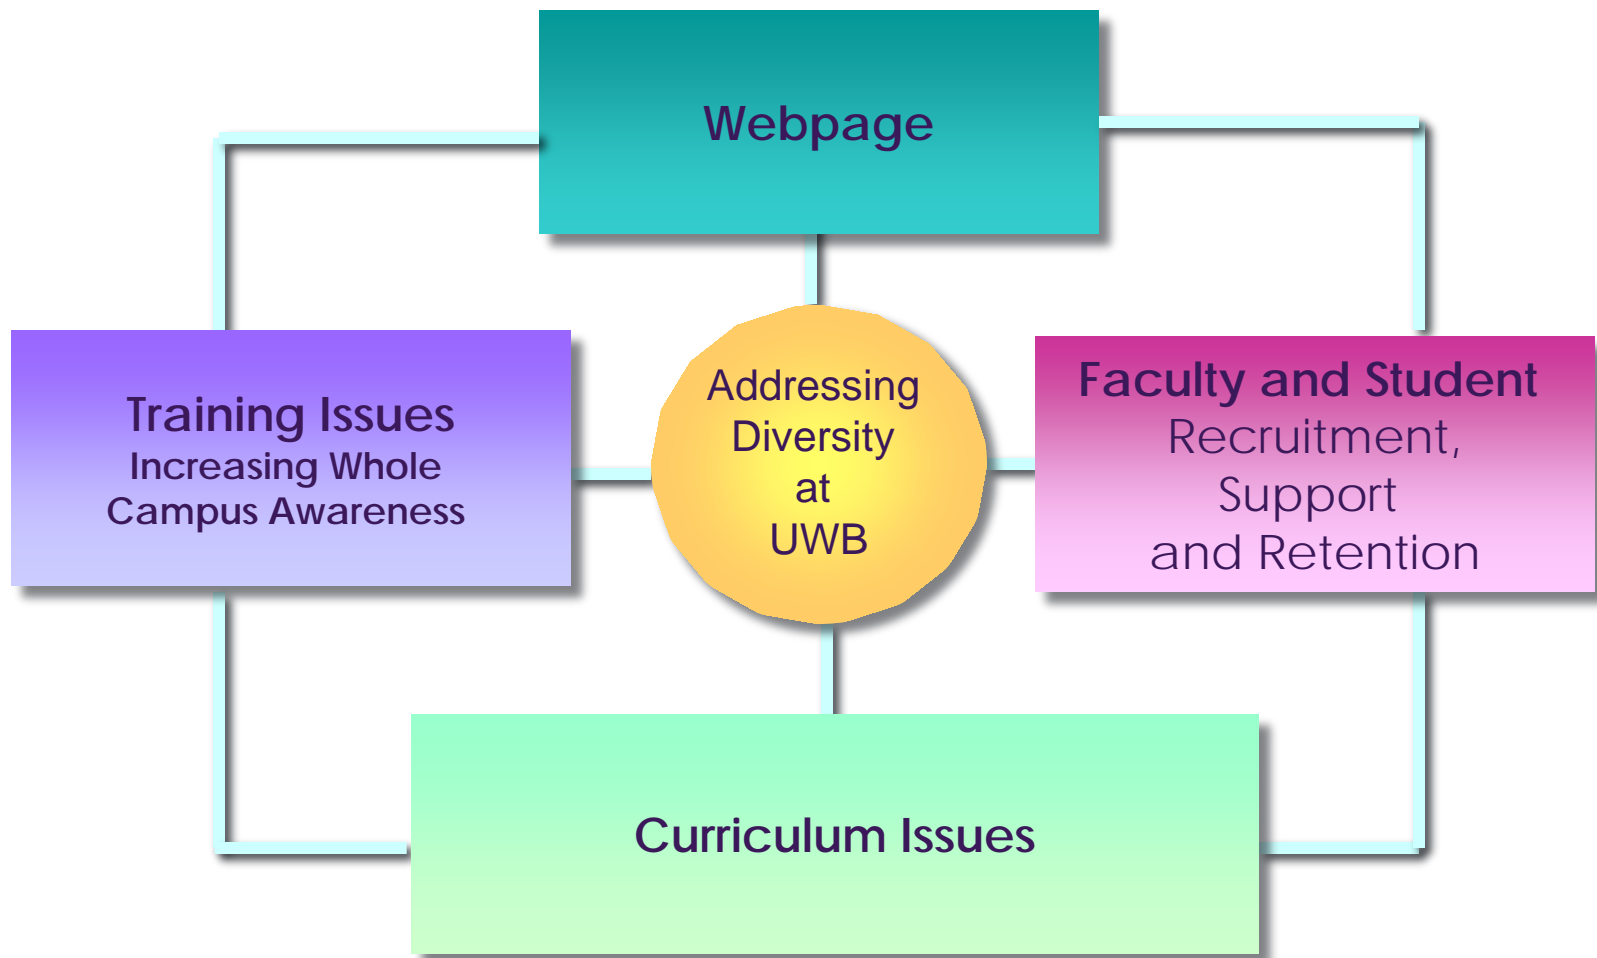 Webpage
Training Issues
Increasing Whole
Campus Awareness
Addressing
Diversity
at
UWB
Faculty and Student
Recruitment,
Support
and Retention
Curriculum Issues